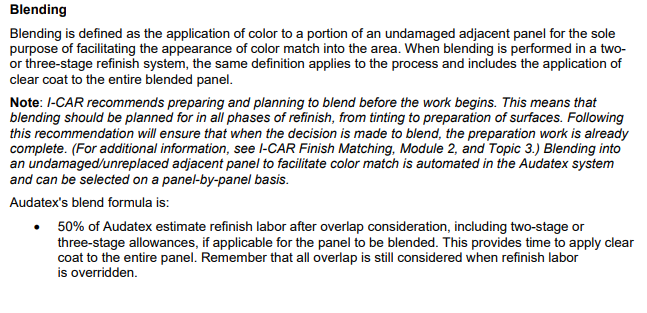 Blending
Blending is defined as the application of color to a portion of an undamaged adjacent panel for the sole
purpose of facilitating the appearance of color match into the area. When blending is performed in a two-
or three-stage refinish system, the same definition applies to the process and includes the application of
clear coat to the entire blended panel.
Note: I-CAR recommends preparing and planning to blend before the work begins. This means that
blending should be planned for in all phases of refinish, from tinting to preparation of surfaces. Following
this recommendation will ensure that when the decision is made to blend, the preparation work is already
complete. (For additional information, see I-CAR Finish Matching, Module 2, and Topic 3.) Blending into
an undamaged/unreplaced adjacent panel to facilitate color match is automated in the Audatex system
and can be selected on a panel-by-panel basis.
Audatex's blend formula is:
• 50% of Audatex estimate refinish labor after overlap consideration, including two-stage or
three-stage allowances, if applicable for the panel to be blended. This provides time to apply clear
coat to the entire panel. Remember that all overlap is still considered when refinish labor
is overridden.